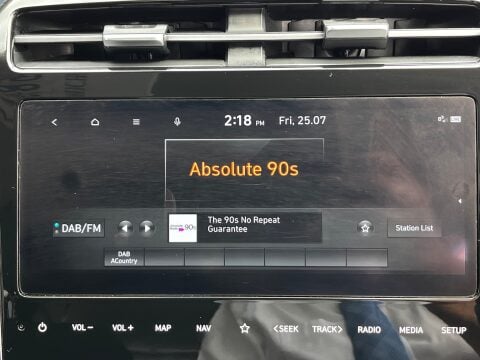 2:18 PM Fri, 25.07
Absolute 90s
DAB/FM
90s
The 90s No Repeat
Guarantee
Station List
DAB
ACountry
VOL− VOL+ MAP NAV <SEEK TRACK> RADIO MEDIA SETUP